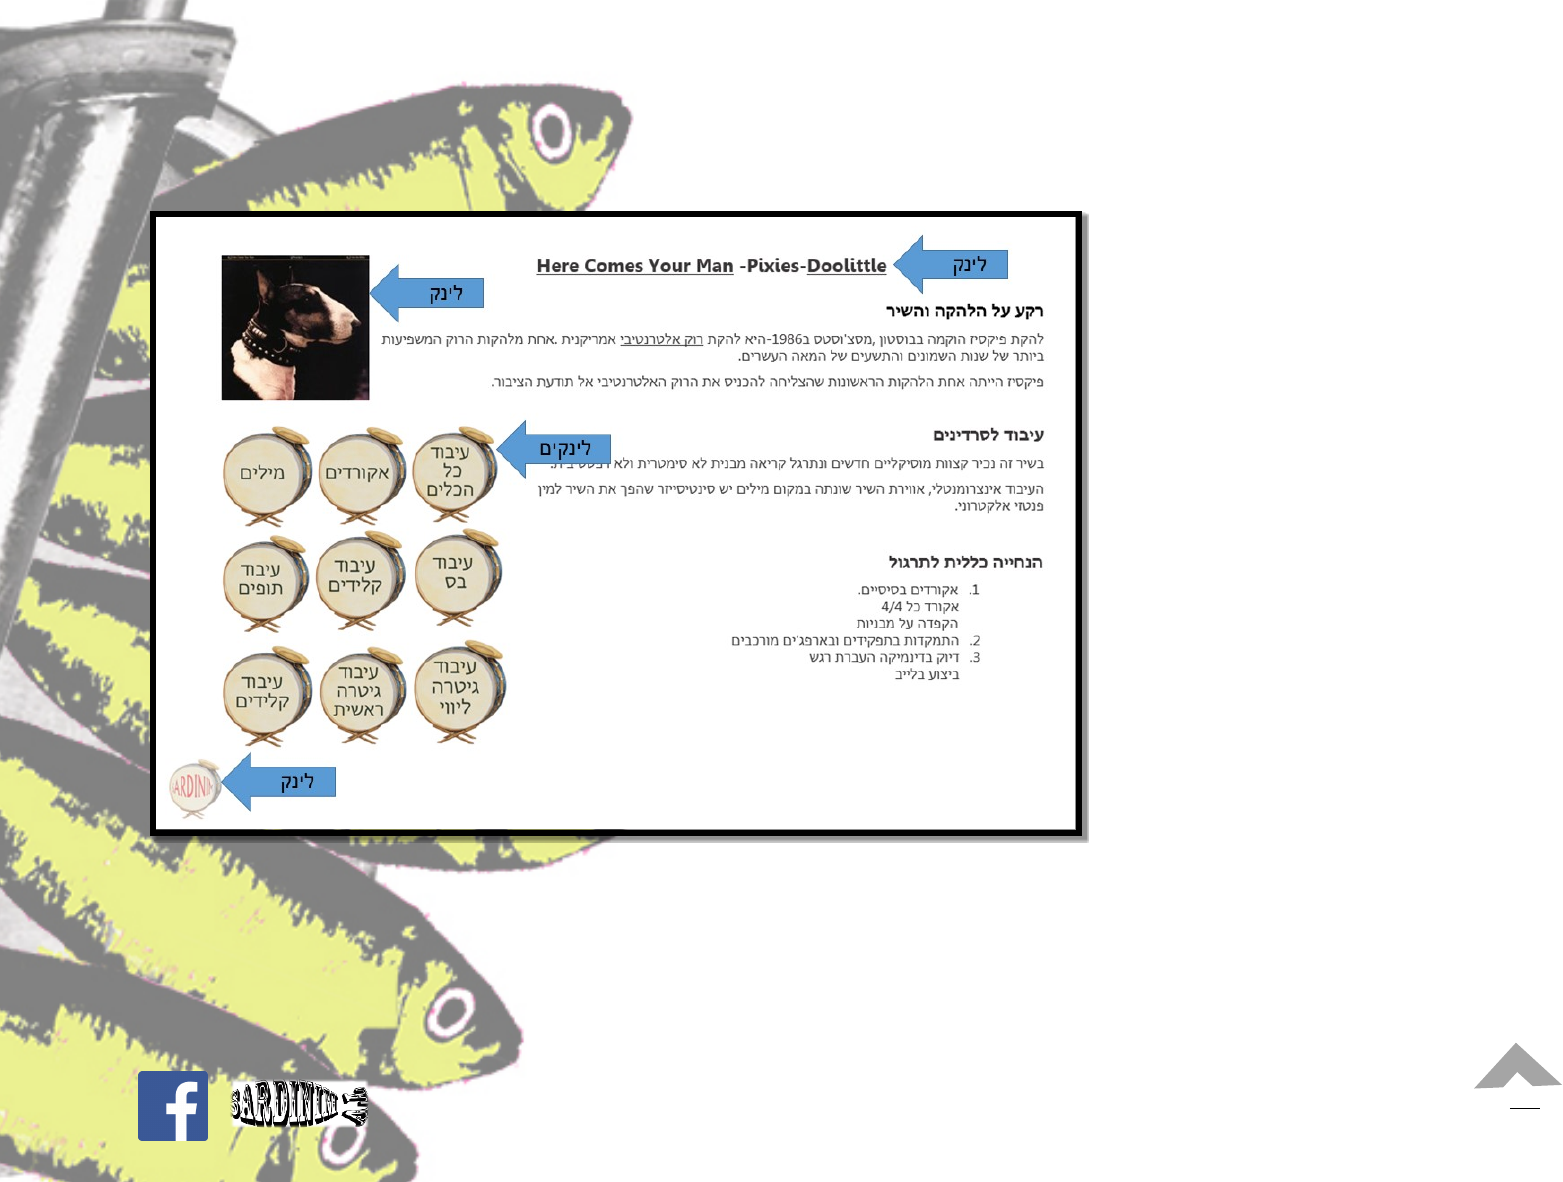 Here Comes Your Man -Pixies-Doolittle
לינק
לינק
רקע על הלהקה והשיר
להקת פיקסיז הוקמה בבוסטון ,מסצ'וסטס ב1986-היא להקת רוק אלטרנטיבי אמריקנית .אחת מלהקות הרוק המשפיעות
ביותר של שנות השמונים והתשעים של המאה העשרים.
פיקסיז הייתה אחת הלהקות הראשונות שהצליחה להכניס את הרוק האלטרנטיבי אל תודעת הציבור.
עיבוד לסרדינים
לינקים
בשיר זה נכיר קצוות מוסיקליים חדשים ונתרגל קריאה מבנית לא סימטרית ולא
העיבוד אינצרומנטלי, אווירת השיר שונתה במקום מילים יש סינטיסייזר שהפך את השיר למין
פנטזי אלקטרוני.
הנחייה כללית לתרגול
1. אקורדים בסיסיים.
אקורד כל 4/4
הקפדה על מבניות
2. התמקדות בתפקידים ובארפג'ים מורכבים
3. דיוק בדינמיקה העברת רגש
ביצוע בלייב
עיבוד
כל
הכלים
אקורדים
מילים
עיבוד
בס
עיבוד
קלידים
עיבוד
תופים
עיבוד
גיטרה
ליווי
עיבוד
גיטרה
ראשית
עיבוד
קלידים
לינק
ARDINI
f
SARDINIM